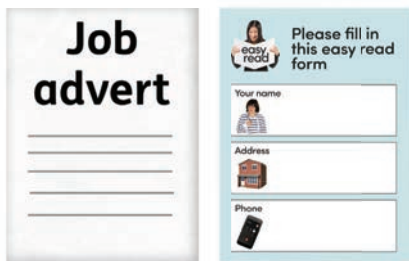 Job
advert
easy
read
Please fill in
this easy read
form
Your name
Address
Phone